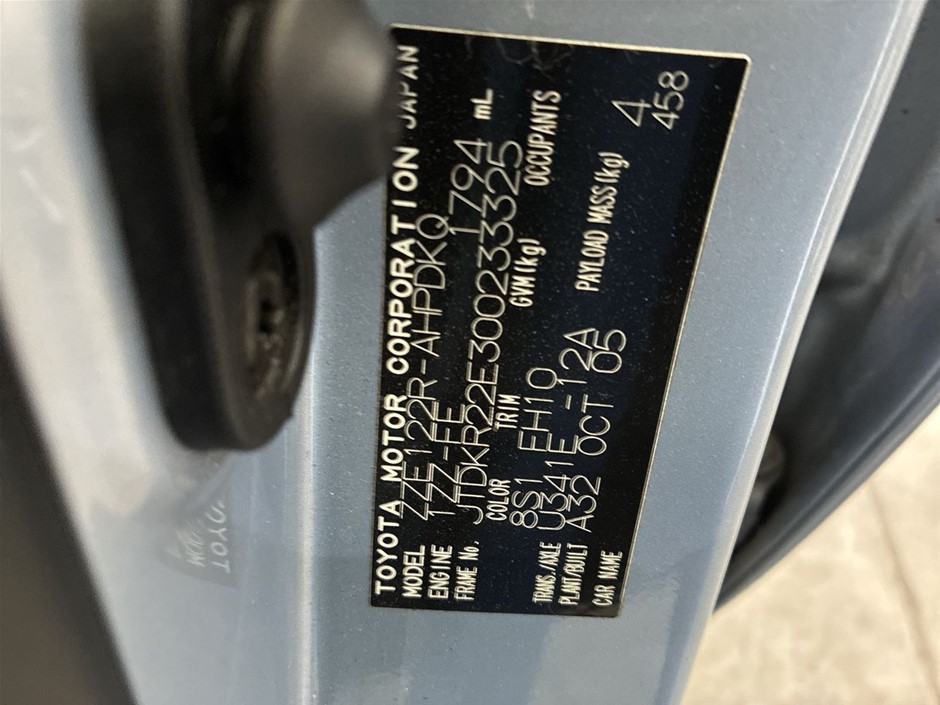 TOYOTA MOTOR CORPORATION JAPAN
MODEL ZZE122R-AHPDKQ
ENGINE 1ZZ-FE 1794 mL
FRAME No. JTDKR22E300233325
COLOR TRIM GVM(kg) OCCUPANTS
8S1 EH10 4
TRANS./AXLE U341E -12A PAYLOAD MASS(kg) 458
PLANT/BUILT A32 OCT 05
CAR NAME